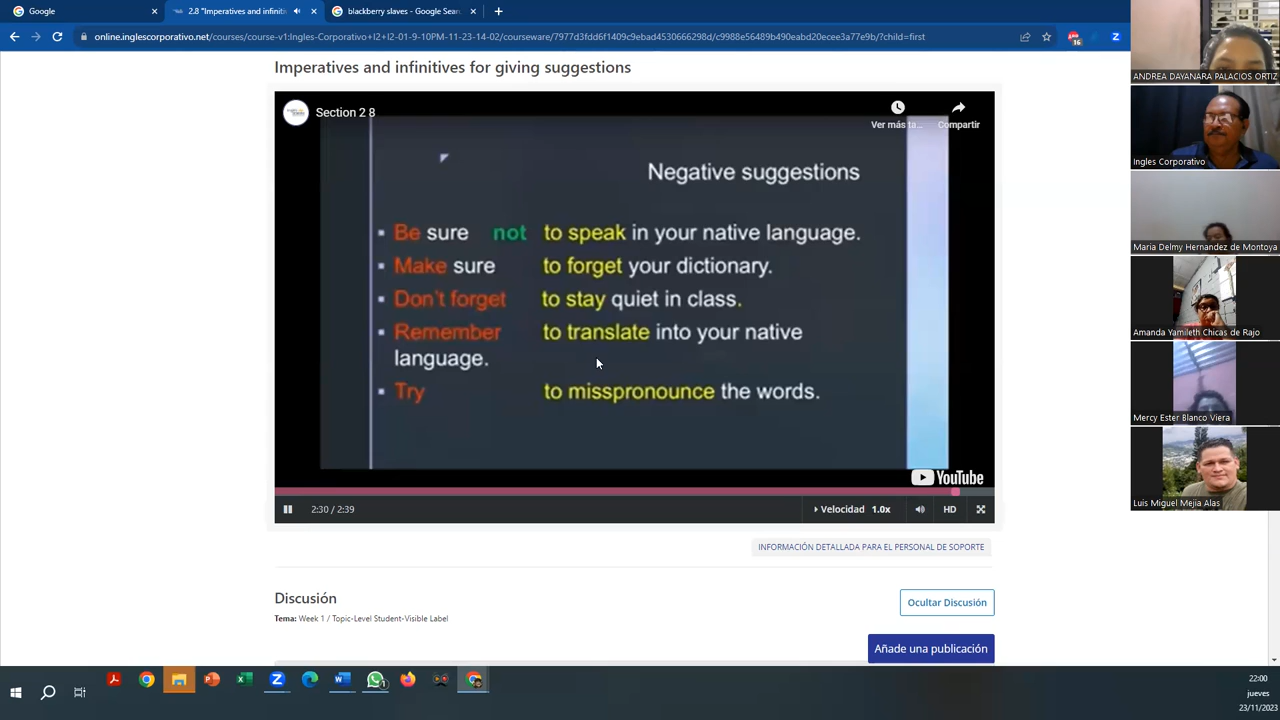 Google
2.8 "Imperatives and infiniti
blackberry slaves - Google Sear
online.inglescorporativo.net/courses/course-v1:Ingles-Corporativo+I2+I2-01-9-10PM-11-23-14-02/courseware/7977d3fdd6f1409c9ebad4530666298d/c9988e56489b490eabd20ecee3a77e9b/?child=first
16
Imperatives and infinitives for giving suggestions
Section 2 8
Ver más ta...
Compartir
Negative suggestions
Be sure not to speak in your native language.
Make sure to forget your dictionary.
Don't forget to stay quiet in class.
Remember to translate into your native
language.
Try to misspronounce the words.
YouTube
2:30 / 2:39
Velocidad 1.0x
HD
INFORMACIÓN DETALLADA PARA EL PERSONAL DE SOPORTE
Discusión
Ocultar Discusión
Tema: Week 1 / Topic-Level Student-Visible Label
Añade una publicación
ANDREA DAYANARA PALACIOS ORTIZ
Ingles Corporativo
Maria Delmy Hernandez de Montoya
Amanda Yamileth Chicas de Rajo
Mercy Ester Blanco Viera
Luis Miguel Mejia Alas
22:00
jueves
23/11/2023